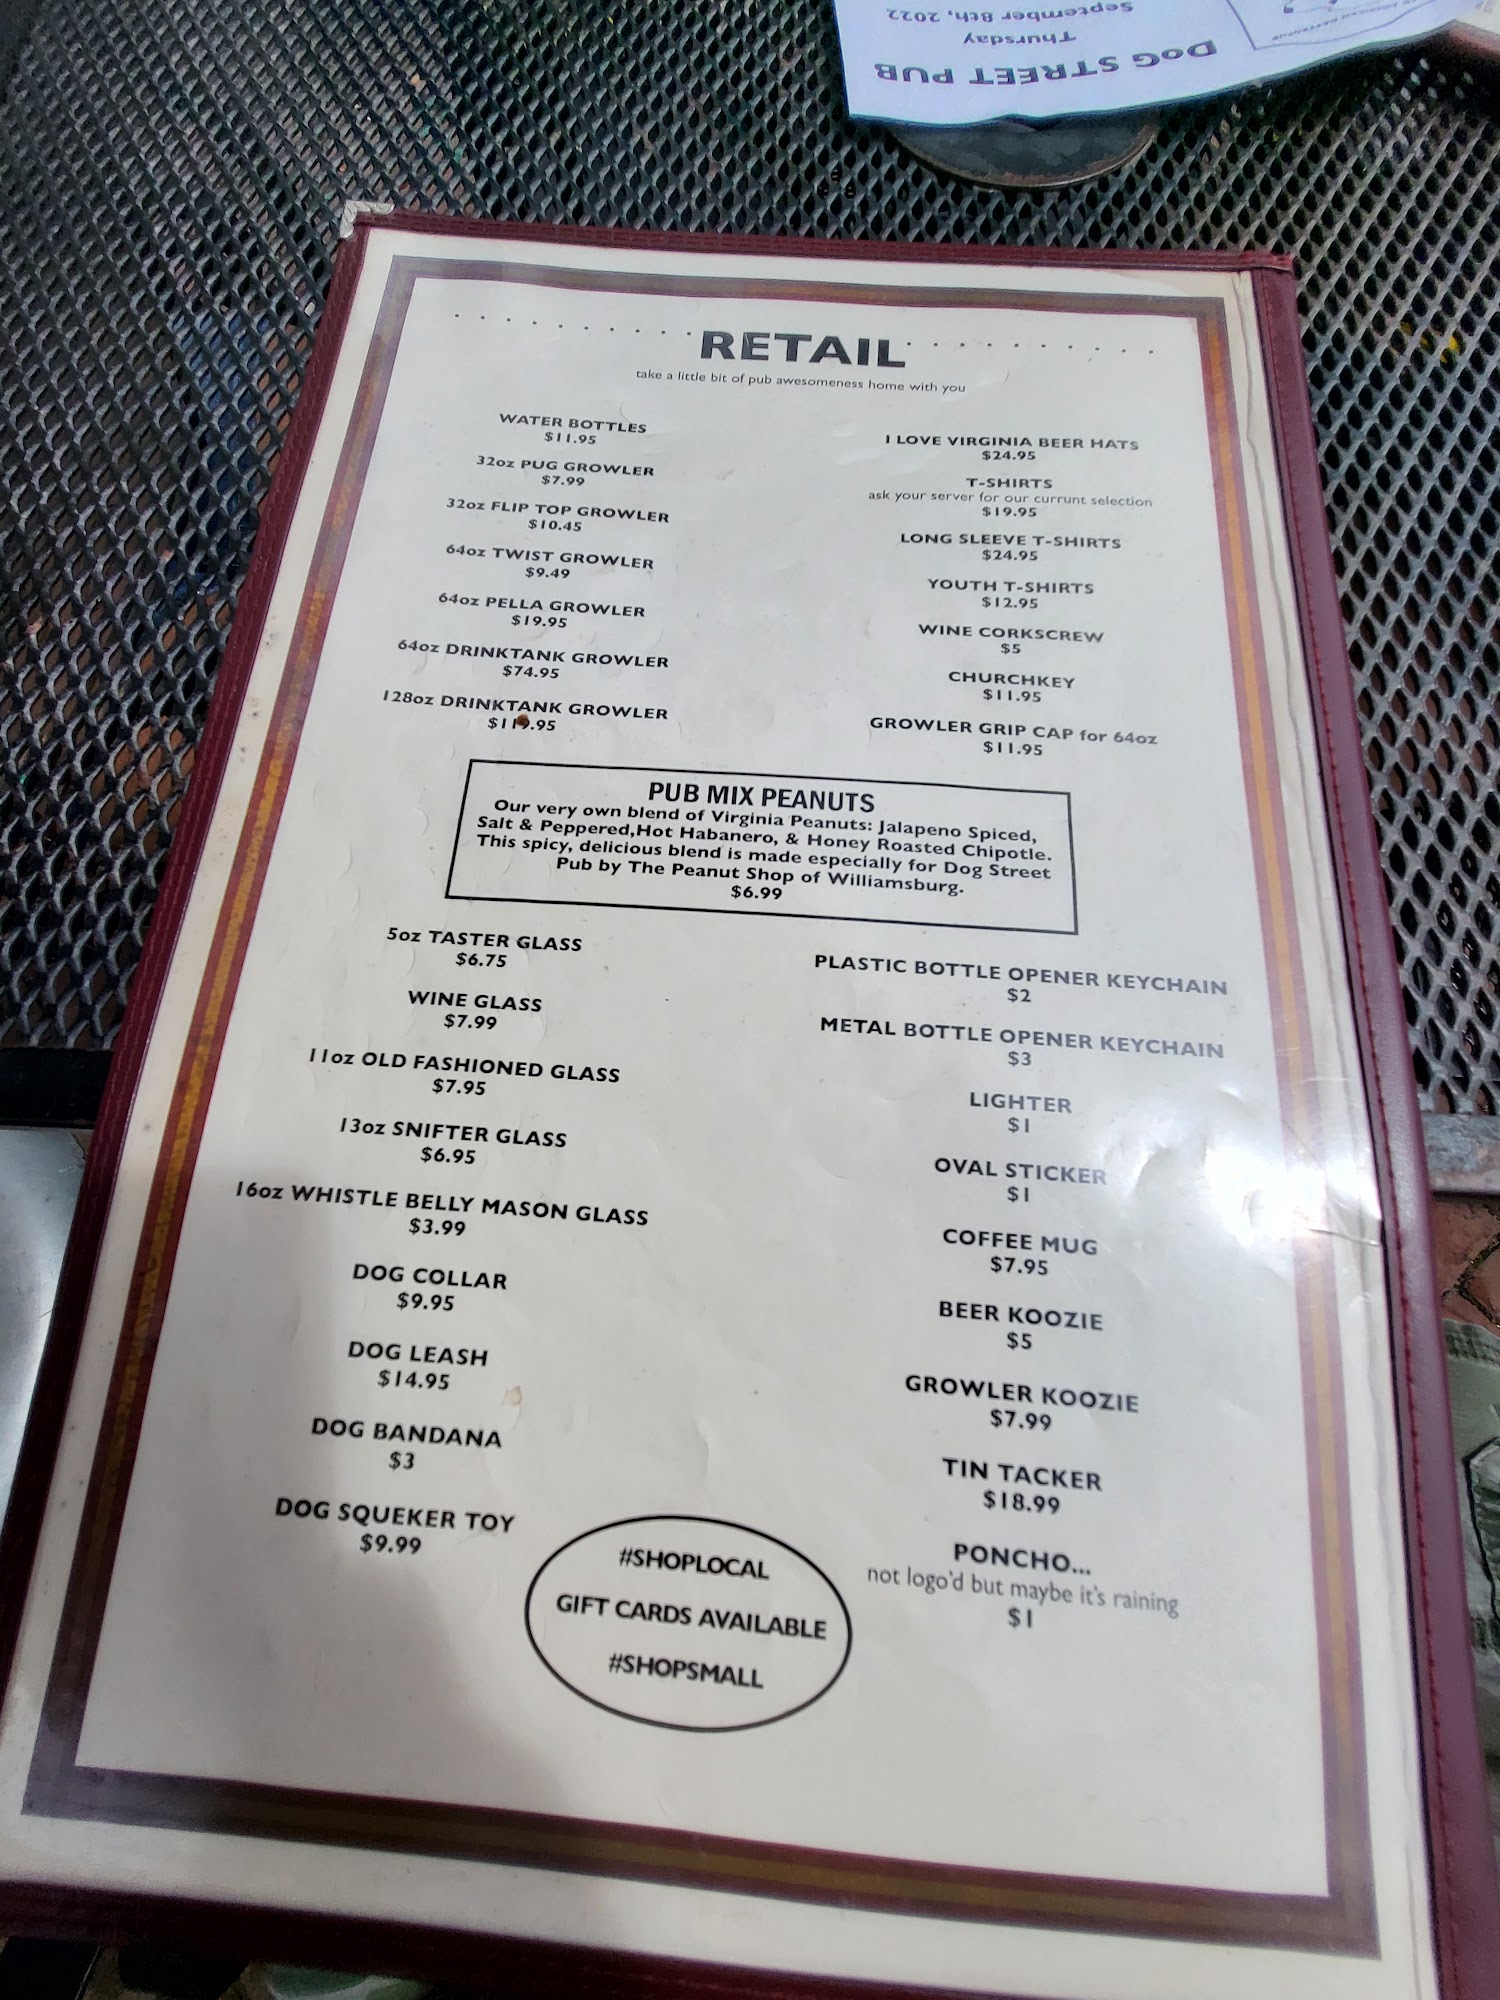 DOG STREET PUB
Thursday
September 8th, 2022
RETAIL
take a little bit of pub awesomeness home with you
WATER BOTTLES
$11.95
32oz PUG GROWLER
$7.99
32oz FLIP TOP GROWLER
$10.45
64oz TWIST GROWLER
$9.49
64oz PELLA GROWLER
$19.95
64oz DRINKTANK GROWLER
$74.95
128oz DRINKTANK GROWLER
$119.95
I LOVE VIRGINIA BEER HATS
$24.95
T-SHIRTS
ask your server for our currunt selection
$19.95
LONG SLEEVE T-SHIRTS
$24.95
YOUTH T-SHIRTS
$12.95
WINE CORKSCREW
$5
CHURCHKEY
$11.95
GROWLER GRIP CAP for 64oz
$11.95
PUB MIX PEANUTS
Our very own blend of Virginia Peanuts: Jalapeno Spiced,
Salt & Peppered,Hot Habanero, & Honey Roasted Chipotle.
This spicy, delicious blend is made especially for Dog Street
Pub by The Peanut Shop of Williamsburg.
$6.99
5oz TASTER GLASS
$6.75
WINE GLASS
$7.99
11oz OLD FASHIONED GLASS
$7.95
13oz SNIFTER GLASS
$6.95
16oz WHISTLE BELLY MASON GLASS
$3.99
DOG COLLAR
$9.95
DOG LEASH
$14.95
DOG BANDANA
$3
DOG SQUEKER TOY
$9.99
PLASTIC BOTTLE OPENER KEYCHAIN
$2
METAL BOTTLE OPENER KEYCHAIN
$3
LIGHTER
$1
OVAL STICKER
$1
COFFEE MUG
$7.95
BEER KOOZIE
$5
GROWLER KOOZIE
$7.99
TIN TACKER
$18.99
PONCHO...
not logo'd but maybe it's raining
$1
#SHOPLOCAL
GIFT CARDS AVAILABLE
#SHOPSMALL